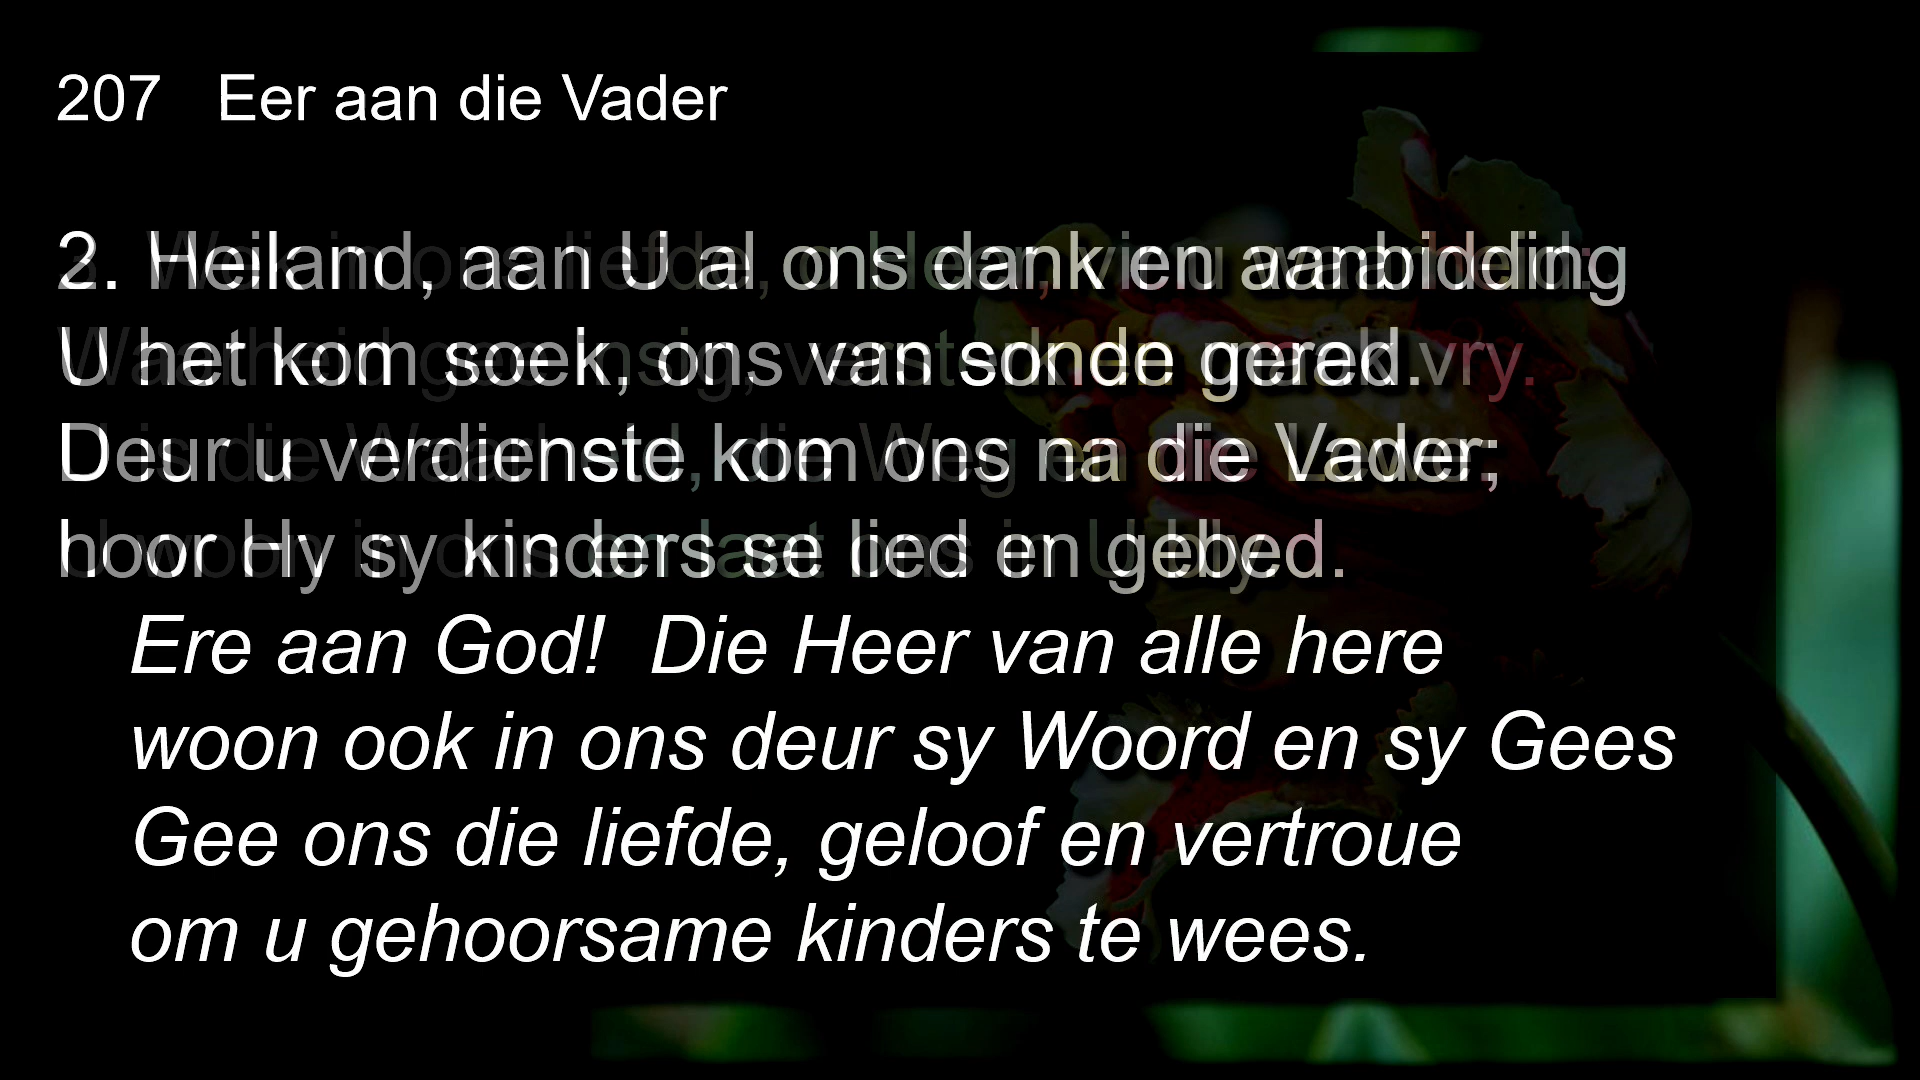 207 Eer aan die Vader
2. Heiland, aan U al ons dank en aanbidding
U het kom soek, ons van sonde gered.
Deur u verdienste kom ons na die Vader;
hoor Hy sy kinders se lied en gebed.
Ere aan God! Die Heer van alle here
woon ook in ons deur sy Woord en sy Gees
Gee ons die liefde, geloof en vertroue
om u gehoorsame kinders te wees.